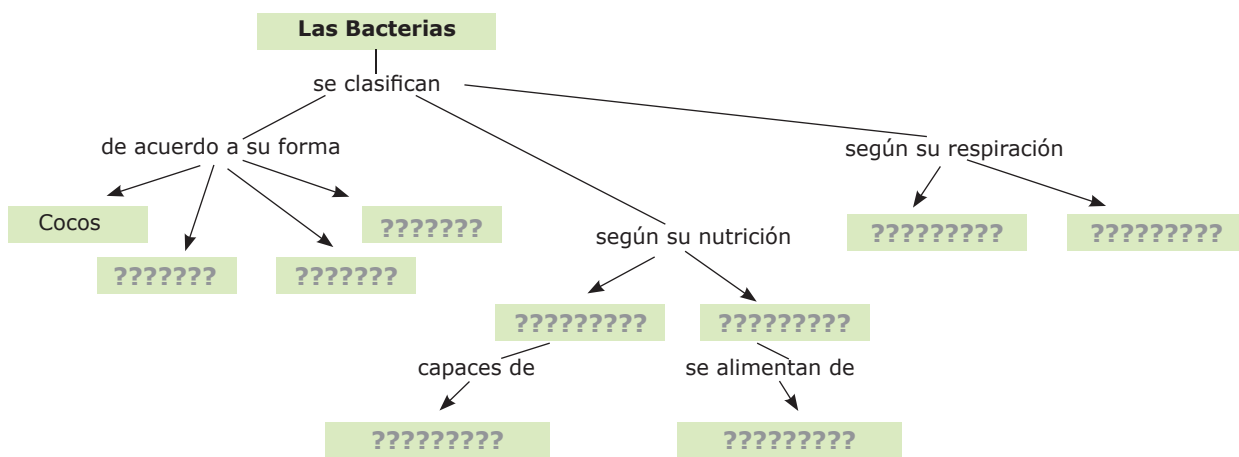 Las Bacterias
se clasifican
de acuerdo a su forma
según su respiración
Cocos
???????
???????
???????
según su nutrición
?????????
?????????
?????????
?????????
capaces de
se alimentan de
?????????
?????????